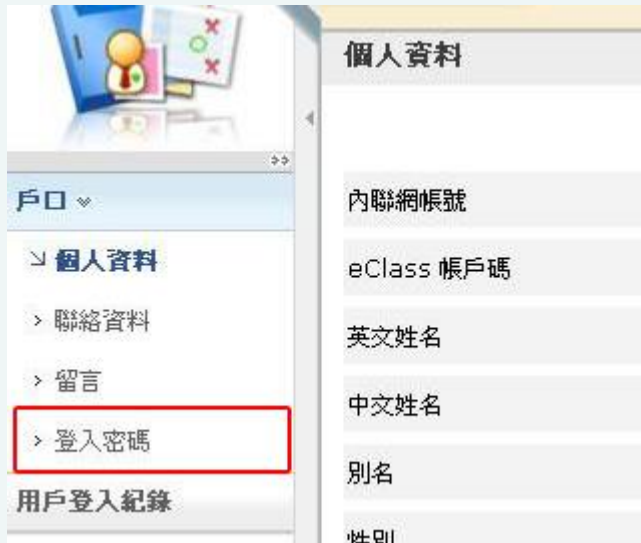 戶口
個人資料
聯絡資料
留言
登入密碼
用戶登入紀錄
個人資料
內聯網帳號
eClass 帳戶碼
英文姓名
中文姓名
別名
性別